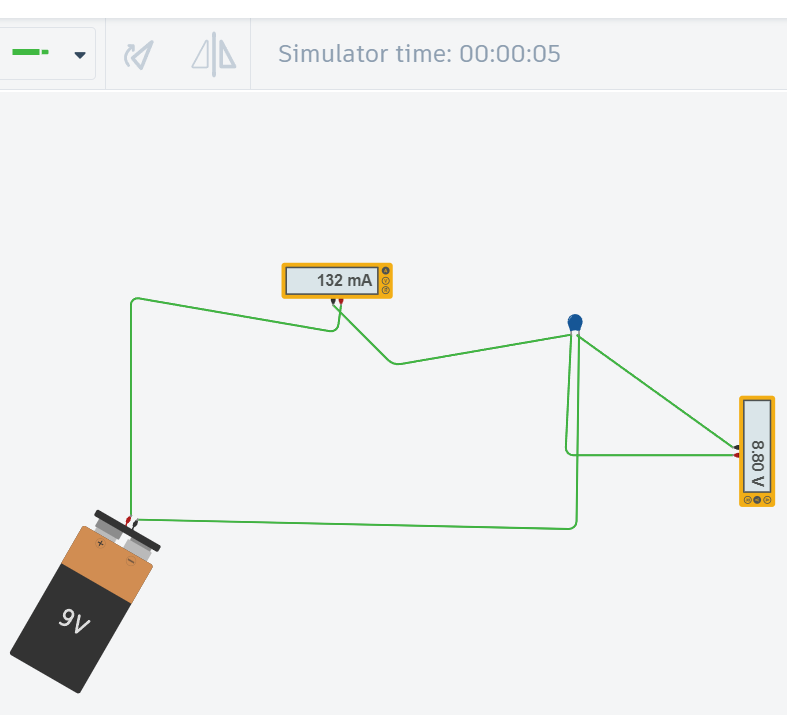 Simulator time: 00:00:05
132 mA
8.80 V
+
−
9V